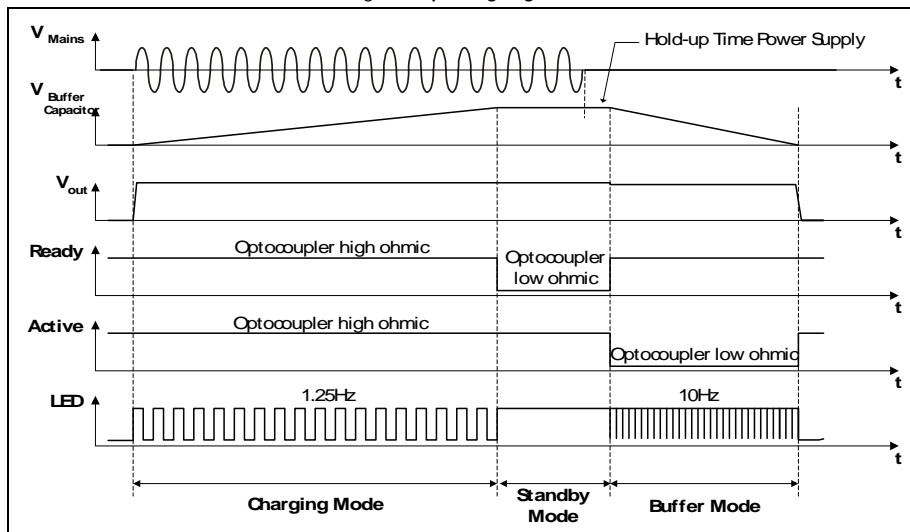 V Mains
Hold-up Time Power Supply
t
V Buffer
Capacitor
t
V out
t
Ready
Optocoupler high ohmic
Optocoupler
low ohmic
t
Active
Optocoupler high ohmic
Optocoupler low ohmic
t
LED
1.25Hz
10Hz
t
Charging Mode
Standby
Mode
Buffer Mode